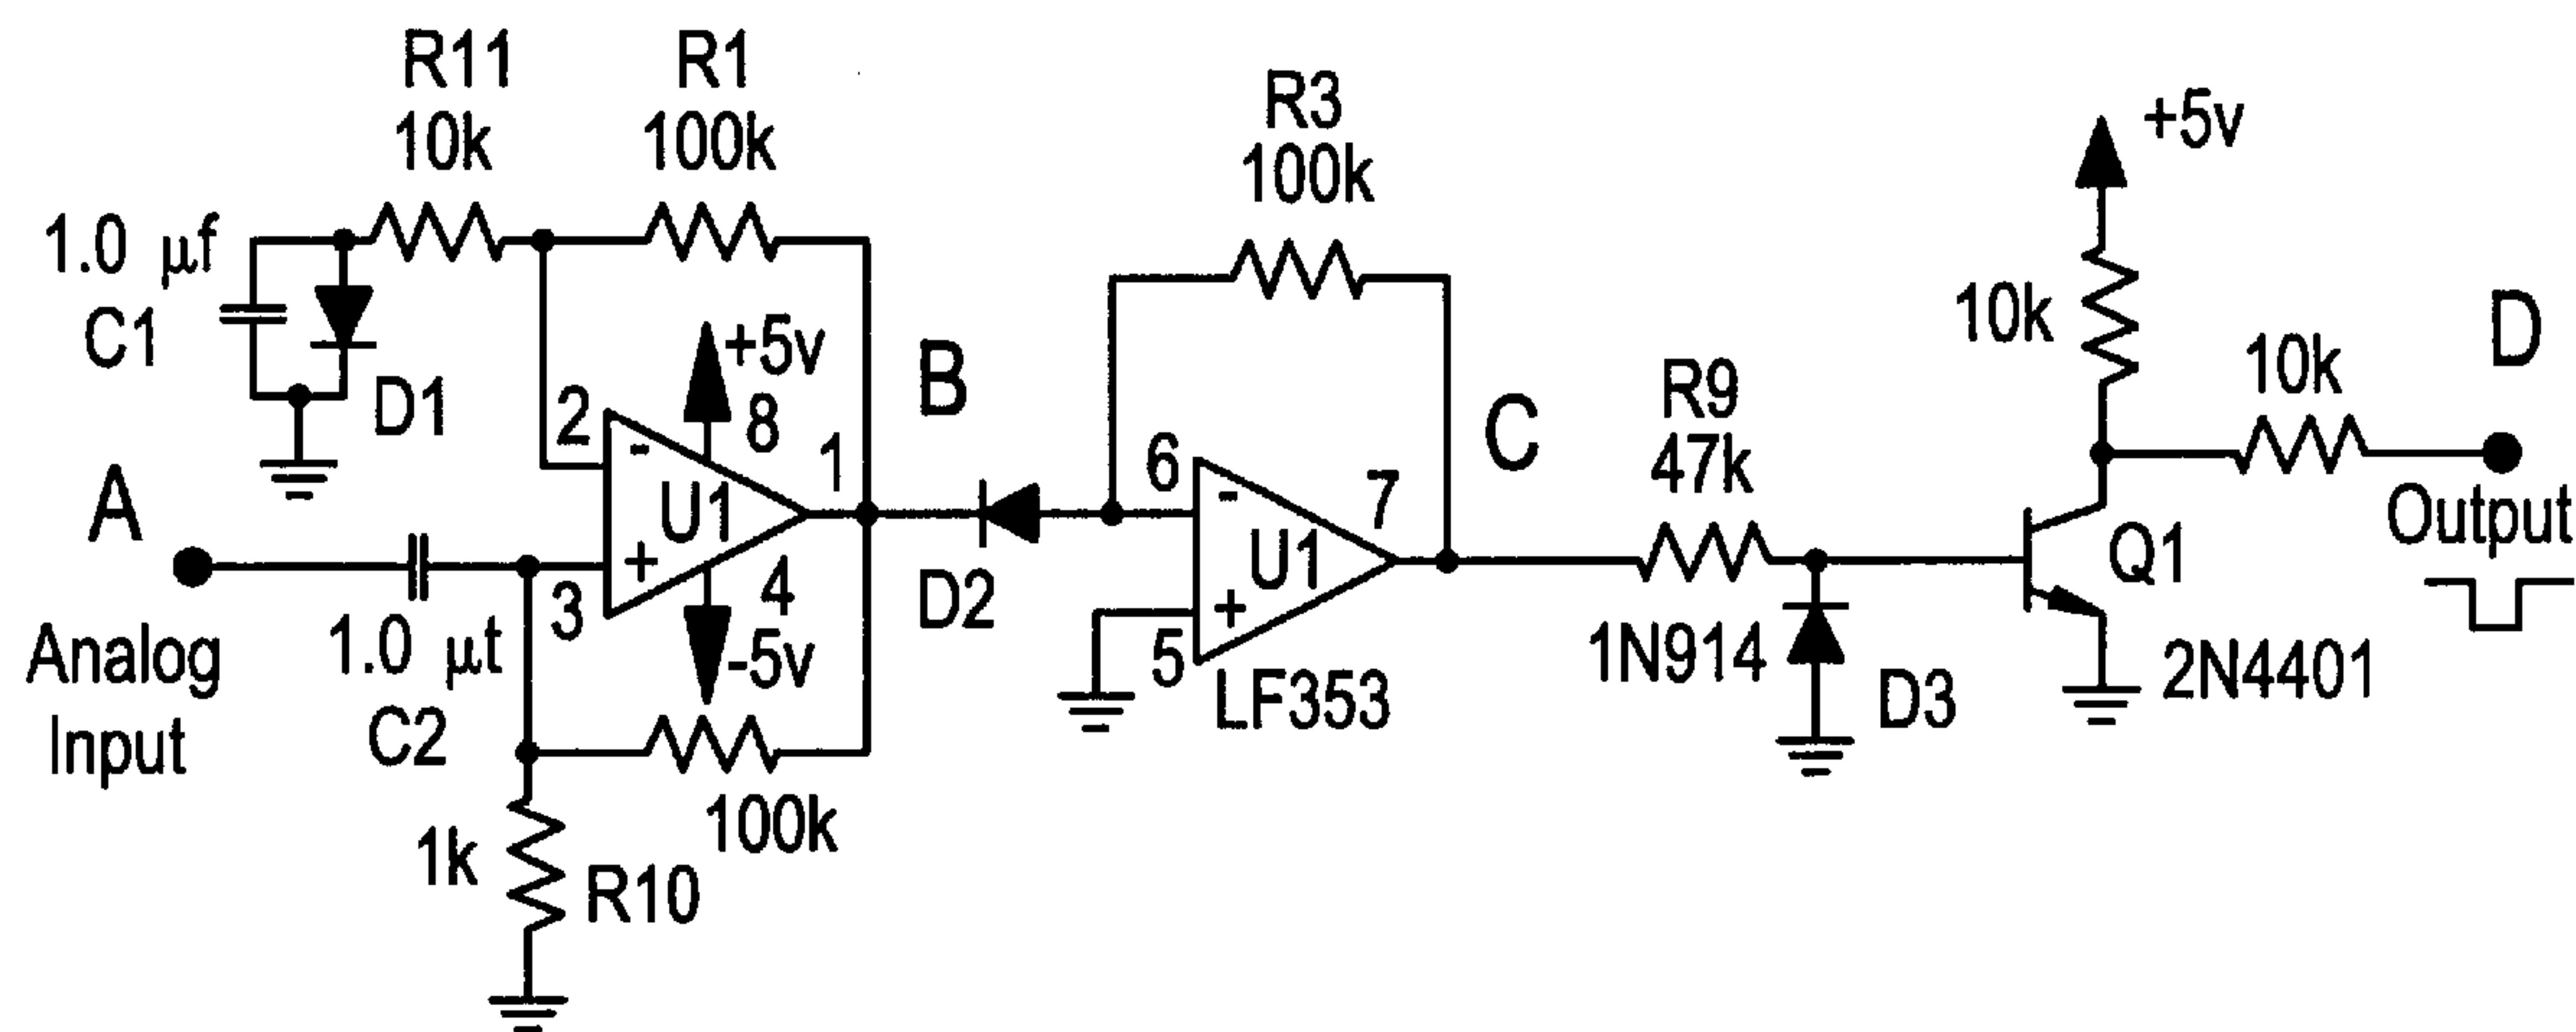 R11
10k
R1
100k
R3
100k
+5v
1.0 µf
C1
D1
+5v
8
2
-
1
B
10k
10k
D
A
U1
+
3
4
-5v
D2
6
-
7
U1
+
5
LF353
C
R9
47k
Output
Q1
Analog
Input
1.0 µt
C2
1N914
D3
2N4401
100k
1k
R10